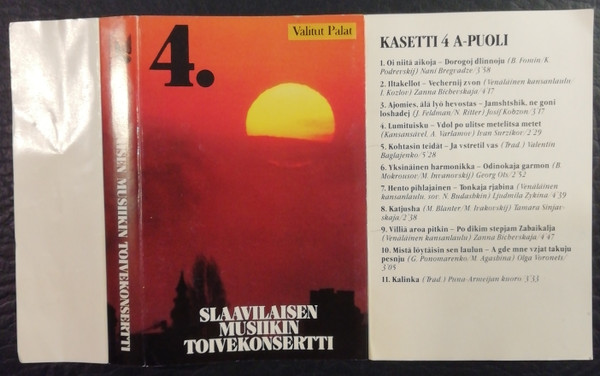 4.
Valitut Palat
SLAAVILAISEN
MUSIIKIN
TOIVEKONSERTTI
MUSIIKIN TOIVEKONSERTTI
KASETTI 4 A-PUOLI
1. Oi niitä aikoja – Dorogoj dlinnoju (B. Fomin/K.
Podrevskij) Nani Bregvadze/3'58
2. Iltakellot – Vechernij zvon (Venäläinen kansanlaulu/
I. Kozlov) Zanna Bicherskaja/4'17
3. Ajomies, älä lyö hevostas – Jamshtshik, ne goni
loshadej (J. Feldman/N. Ritter) Josif Kobzon/3'17
4. Lumituisku – Vdol po ulitse metelitsa metet
(Kansansävel, A. Varlamov) Ivan Surzikov/2'29
5. Kohtasin teidät – Ja vstretil vas (Trad.) Valentin
Baglajenko/5'28
6. Yksinäinen harmonikka – Odinokaja garmon (B.
Mokrousov/M. Isvanovskij) Georg Ots/2'52
7. Hento pihlajainen – Tonkaja rjabina (Venäläinen
kansanlaulu, sov. N. Budashkin) Ljudmila Zykina/4'39
8. Katjusha (M. Blanter/M. Isakovskij) Tamara Sinjav-
skaja/2'38
9. Villiä aroa pitkin – Po dikim stepjam Zabaikalja
(Venäläinen kansanlaulu) Zanna Bicherskaja/4'47
10. Mistä löytäisin sen laulun – A gde mne vzjat takuju
pesnju (G. Ponomarenko/M. Agashina) Olga Voronets/
3'05
11. Kalinka (Trad.) Puna-Armeijan kuoro/3'33